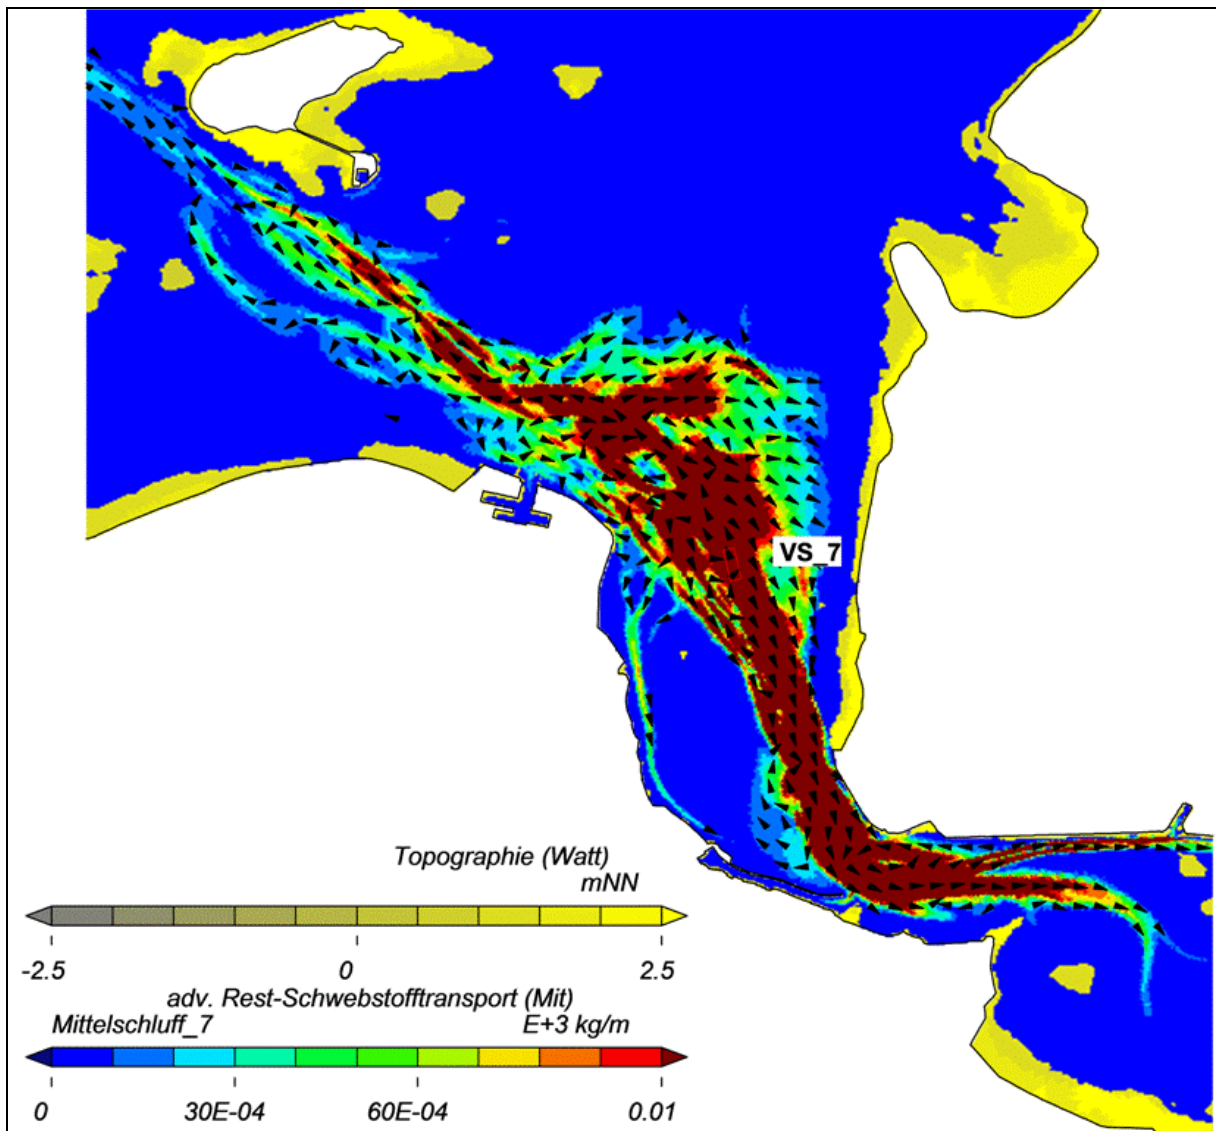 VS_7
Topographie (Watt)
mNN
-2.5 0 2.5
adv. Rest-Schwebstofftransport (Mit)
Mittelschluff_7 E+3 kg/m
0 30E-04 60E-04 0.01